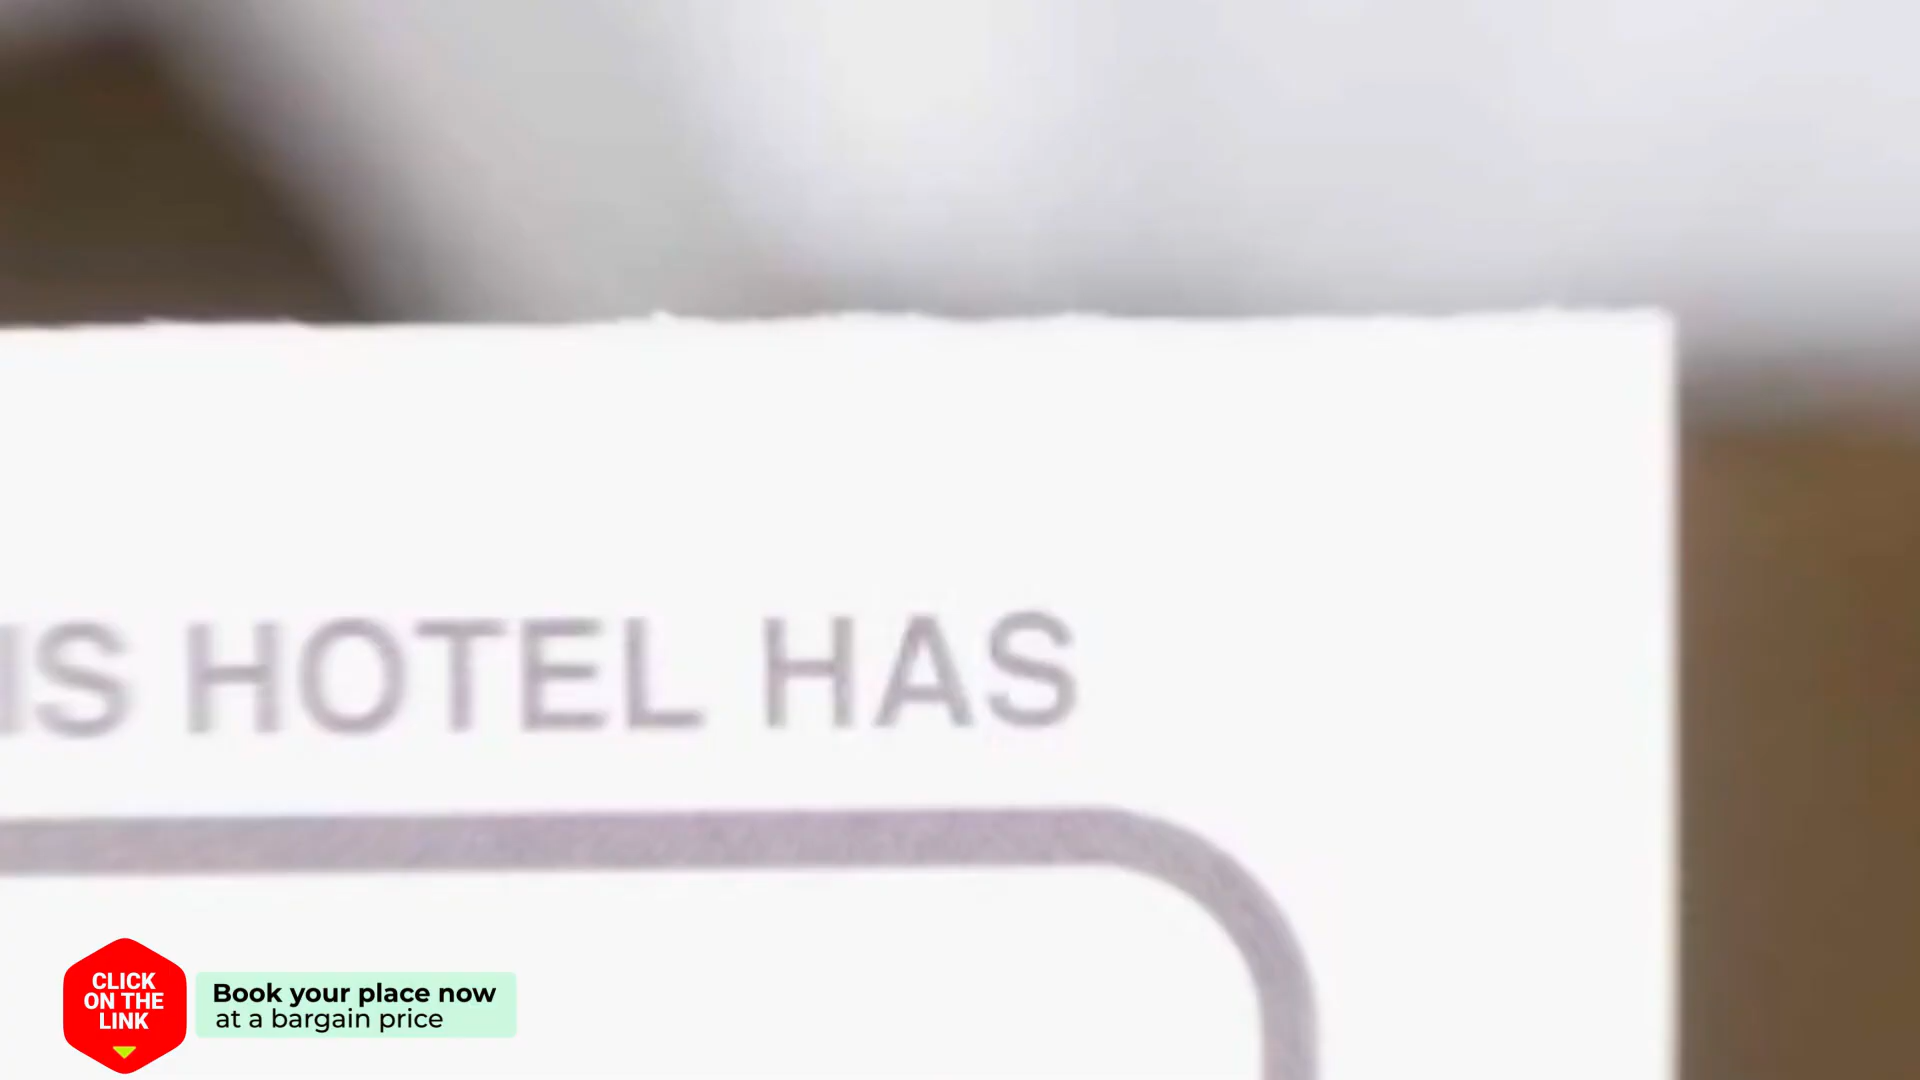 IS HOTEL HAS
CLICK
ON THE
LINK
Book your place now
at a bargain price